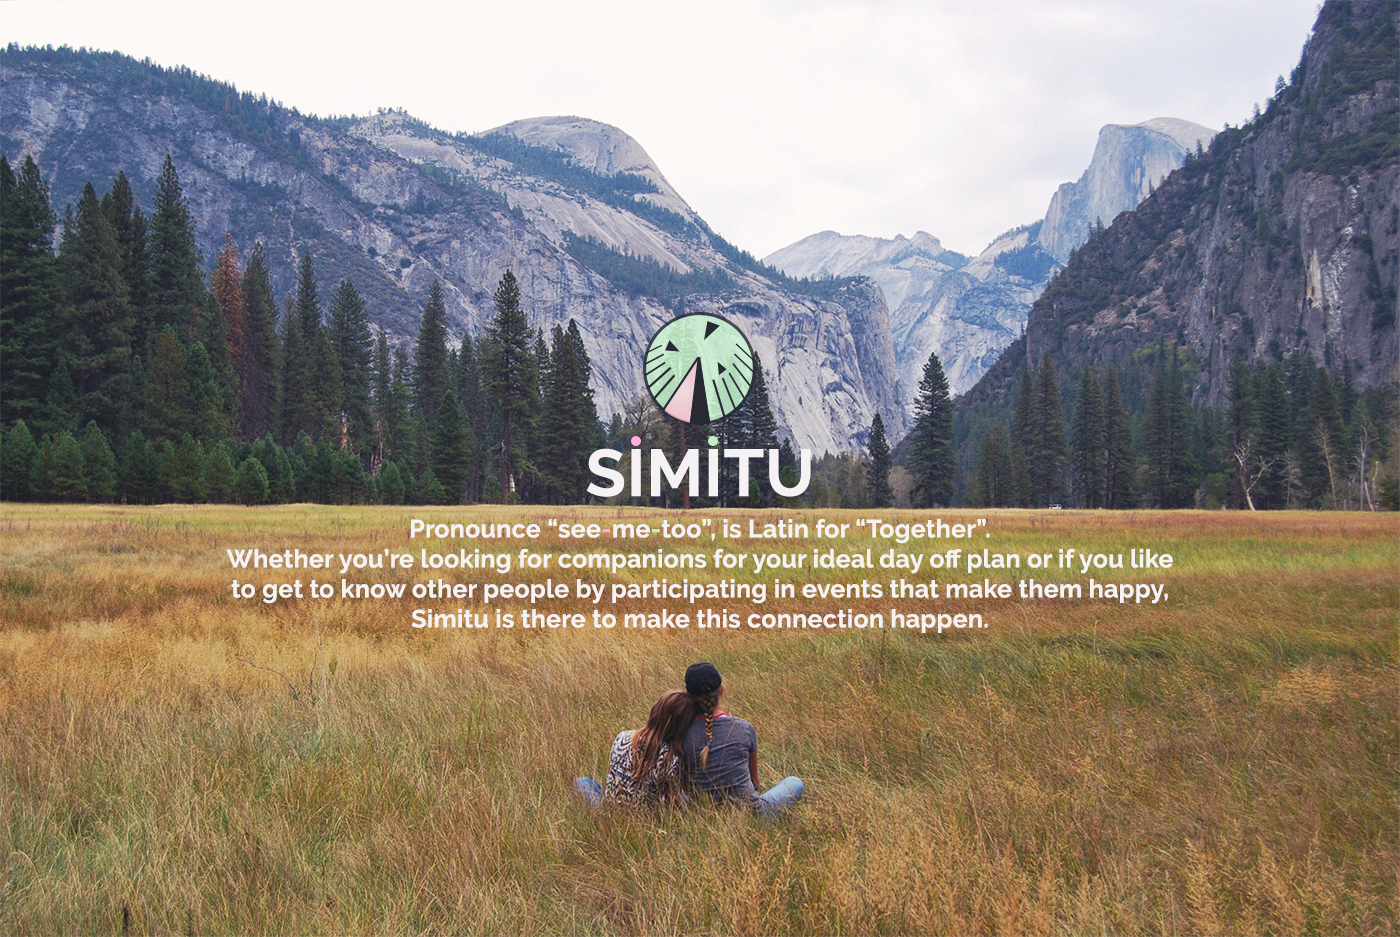 SiMiTU
Pronounce “see-me-too”, is Latin for “Together”.
Whether you’re looking for companions for your ideal day off plan or if you like
to get to know other people by participating in events that make them happy,
Simitu is there to make this connection happen.